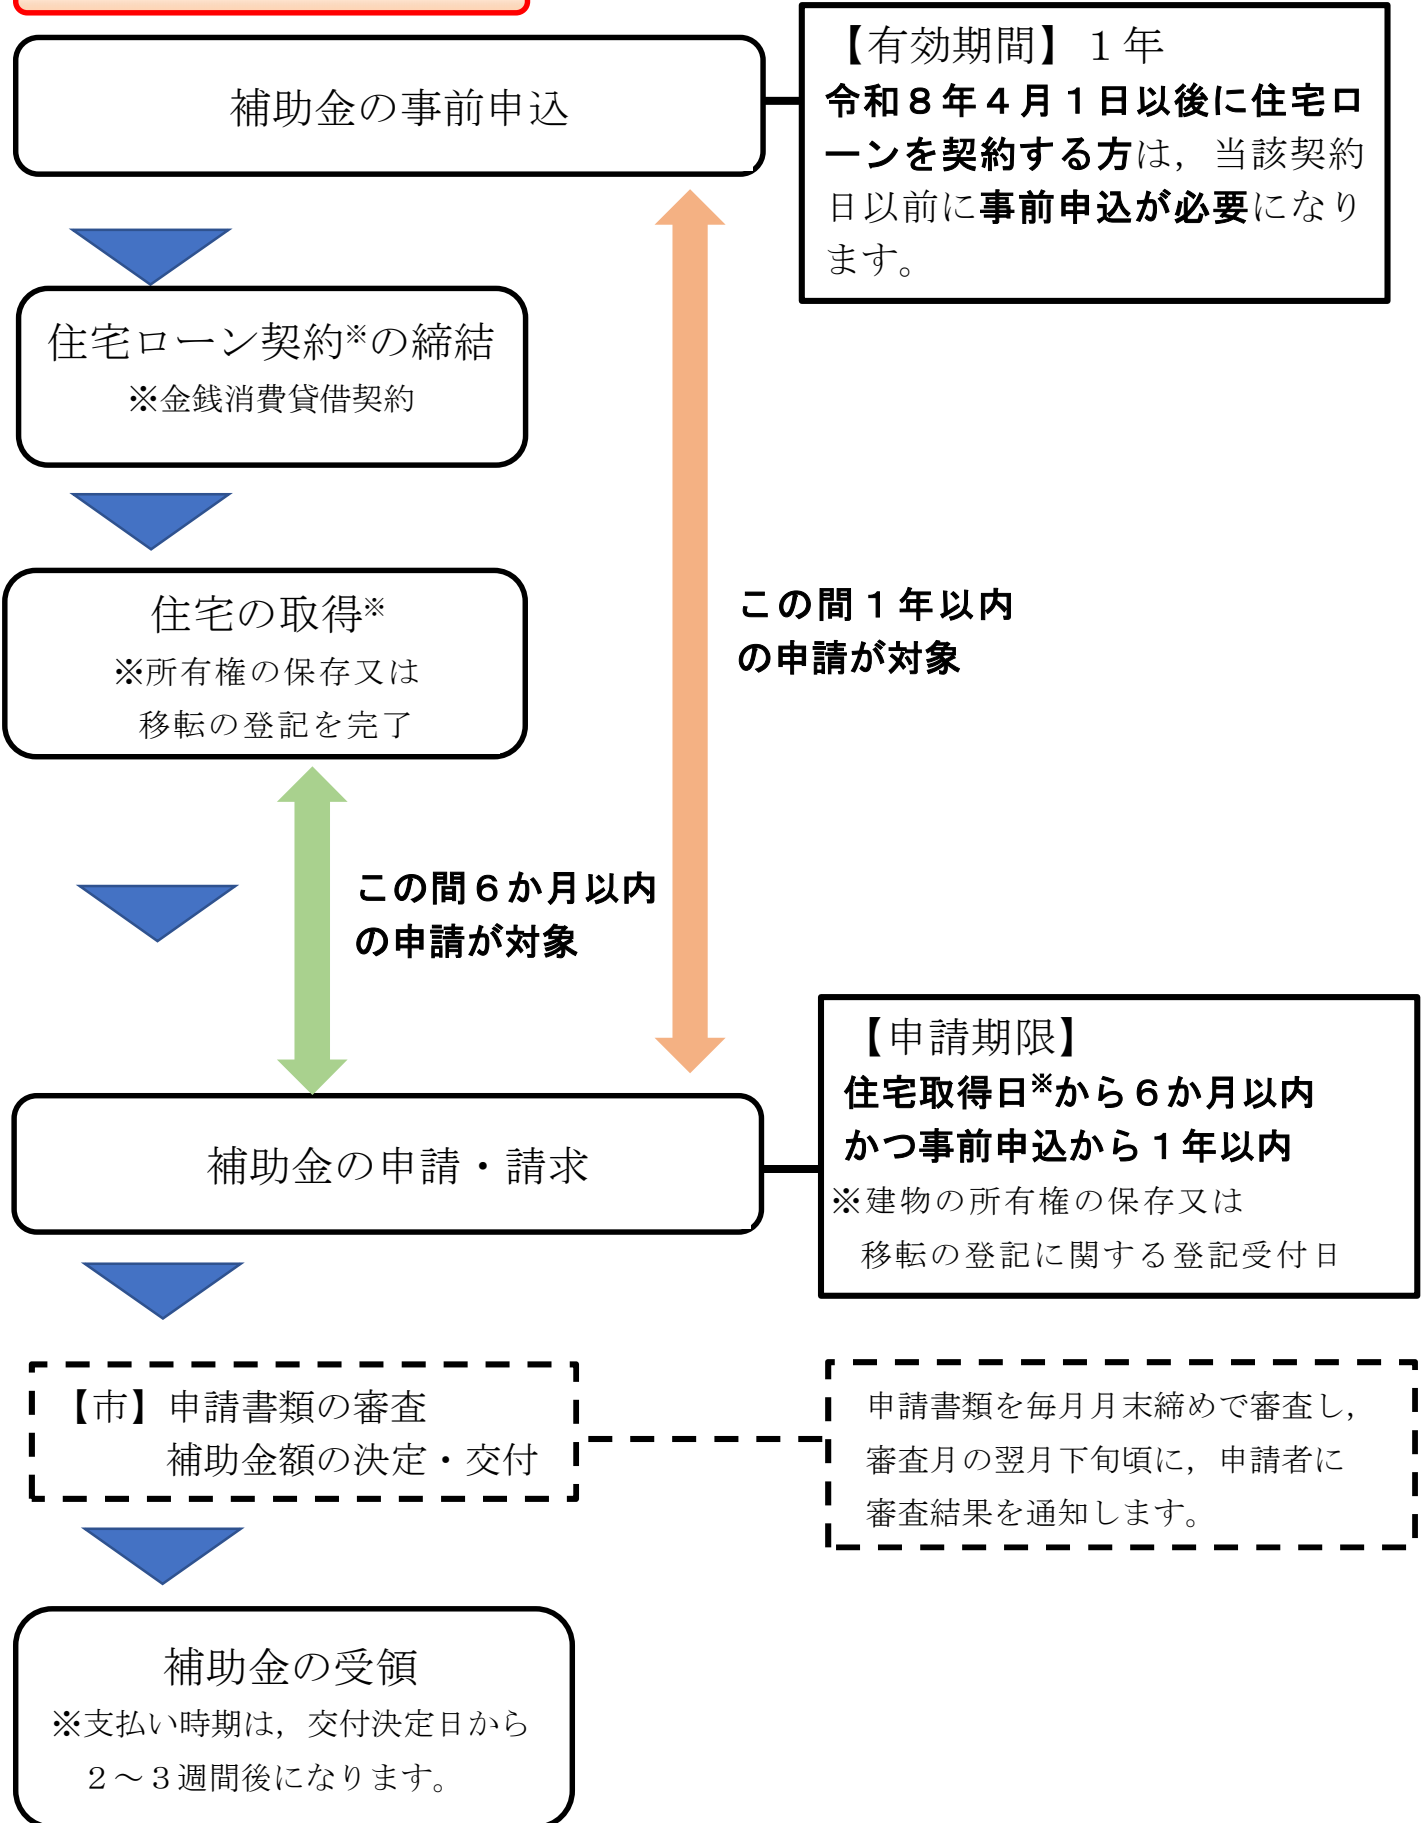 補助金の事前申込
【有効期間】１年
令和８年４月１日以後に住宅ロ
ーンを契約する方は，当該契約
日以前に事前申込が必要になり
ます。
住宅ローン契約※の締結
※金銭消費貸借契約
住宅の取得※
※所有権の保存又は
移転の登記を完了
この間１年以内
の申請が対象
この間６か月以内
の申請が対象
補助金の申請・請求
【申請期限】
住宅取得日※から６か月以内
かつ事前申込から１年以内
※建物の所有権の保存又は
移転の登記に関する登記受付日
【市】申請書類の審査
補助金額の決定・交付
申請書類を毎月月末締めで審査し，
審査月の翌月下旬頃に，申請者に
審査結果を通知します。
補助金の受領
※支払い時期は，交付決定日から
２～３週間後になります。